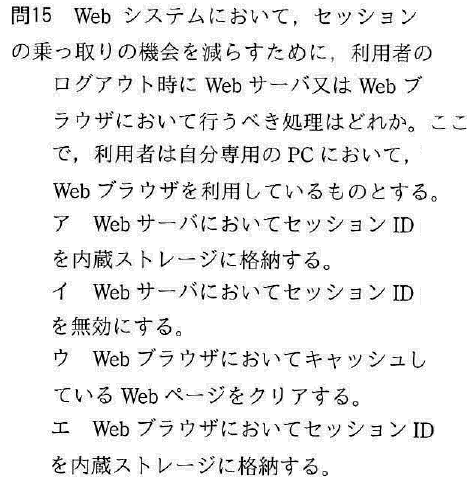 問15 Web システムにおいて，セッション
の乗っ取りの機会を減らすために，利用者の
ログアウト時に Web サーバ又は Web ブ
ラウザにおいて行うべき処理はどれか。ここ
で，利用者は自分専用の PC において，
Web ブラウザを利用しているものとする。
ア Web サーバにおいてセッション ID
を内蔵ストレージに格納する。
イ Web サーバにおいてセッション ID
を無効にする。
ウ Web ブラウザにおいてキャッシュし
ている Web ページをクリアする。
エ Web ブラウザにおいてセッション ID
を内蔵ストレージに格納する。